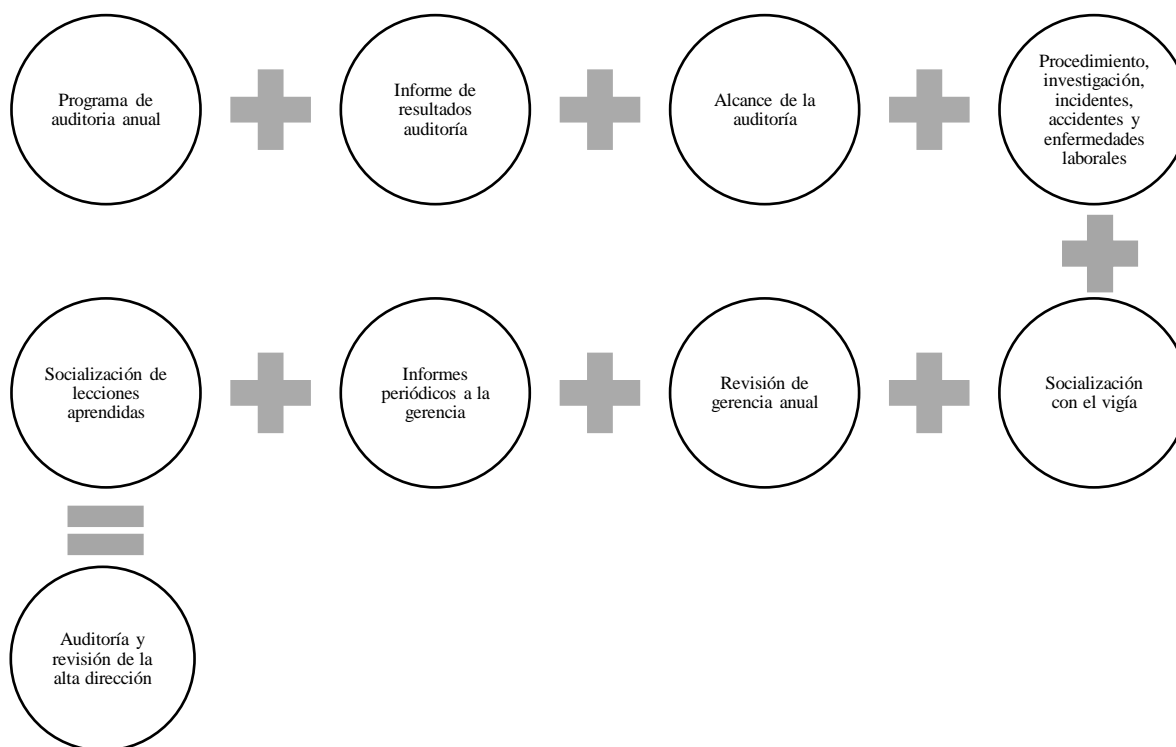 Programa de
auditoria anual
Informe de
resultados
auditoría
Alcance de la
auditoría
Procedimiento,
investigación,
incidentes,
accidentes y
enfermedades
laborales
Socialización
con el vigía
Revisión de
gerencia anual
Informes
periódicos a la
gerencia
Socialización de
lecciones
aprendidas
Auditoría y
revisión de la
alta dirección